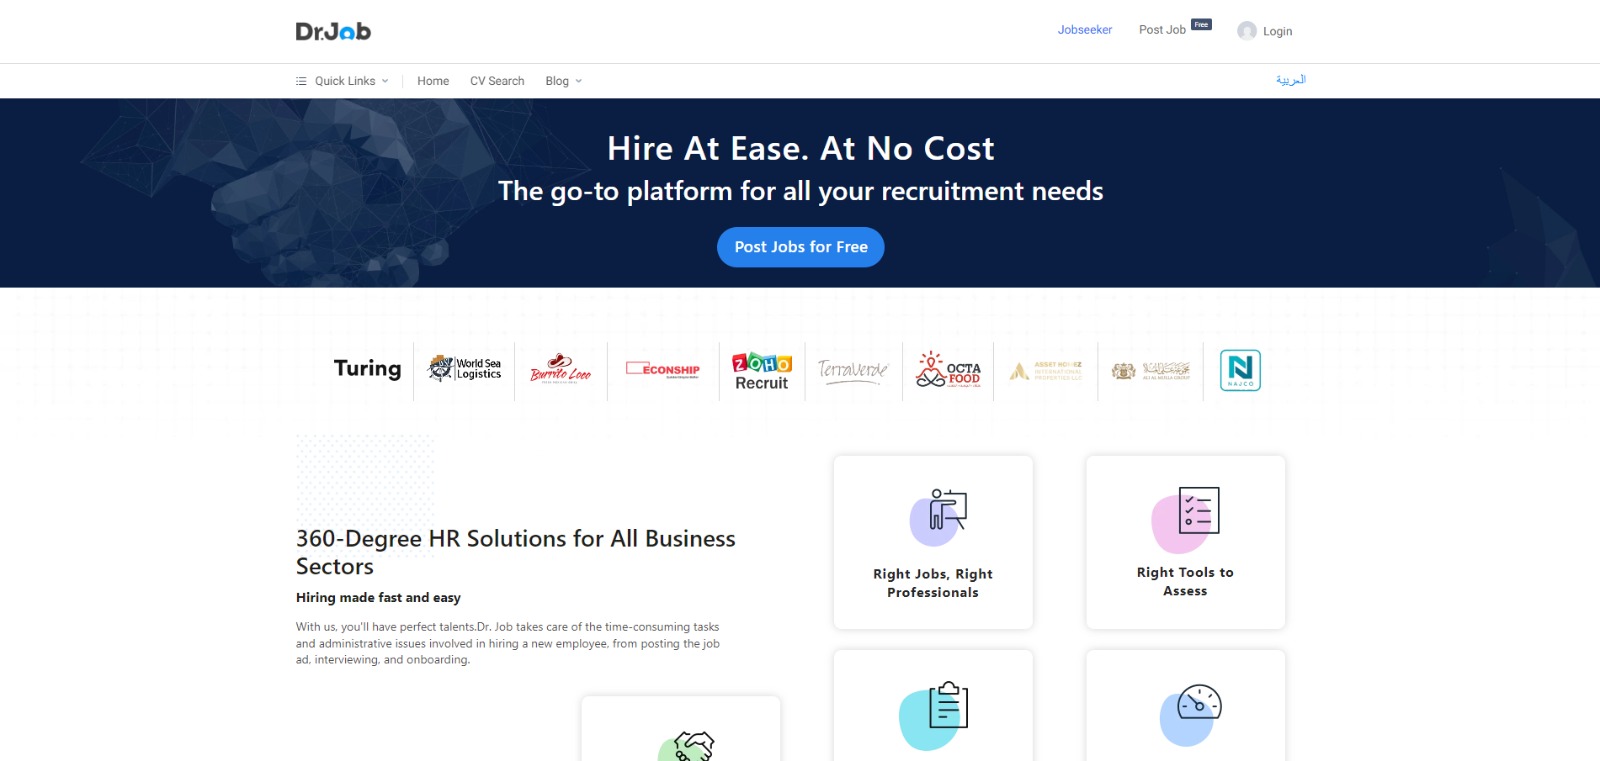 Dr.Job
Jobseeker
Post Job
Free
Login
Quick Links
Home
CV Search
Blog
العربية
Hire At Ease. At No Cost
The go-to platform for all your recruitment needs
Post Jobs for Free
Turing
World Sea
Logistics
Burrito Loco
ECONSHIP
ZOHO
Recruit
TerraVerde
OCTA
FOOD
INTERNATIONAL
PROPERTIES LLC
N
NAJCO
360-Degree HR Solutions for All Business
Sectors
Hiring made fast and easy
With us, you'll have perfect talents.Dr. Job takes care of the time-consuming tasks
and administrative issues involved in hiring a new employee, from posting the job
ad, interviewing, and onboarding.
Right Jobs, Right
Professionals
Right Tools to
Assess